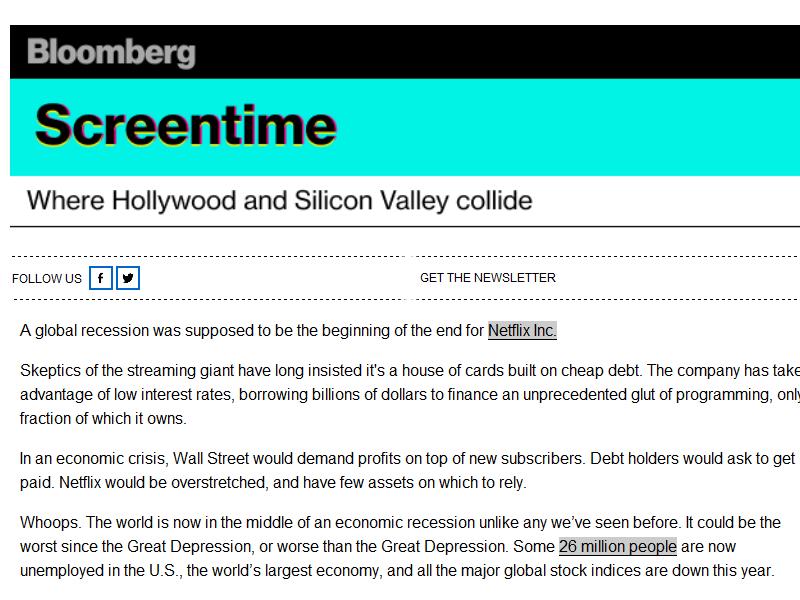 Bloomberg
Screentime
Where Hollywood and Silicon Valley collide
FOLLOW US
GET THE NEWSLETTER
A global recession was supposed to be the beginning of the end for Netflix Inc.
Skeptics of the streaming giant have long insisted it's a house of cards built on cheap debt. The company has take
advantage of low interest rates, borrowing billions of dollars to finance an unprecedented glut of programming, only
fraction of which it owns.
In an economic crisis, Wall Street would demand profits on top of new subscribers. Debt holders would ask to get
paid. Netflix would be overstretched, and have few assets on which to rely.
Whoops. The world is now in the middle of an economic recession unlike any we've seen before. It could be the
worst since the Great Depression, or worse than the Great Depression. Some 26 million people are now
unemployed in the U.S., the world's largest economy, and all the major global stock indices are down this year.